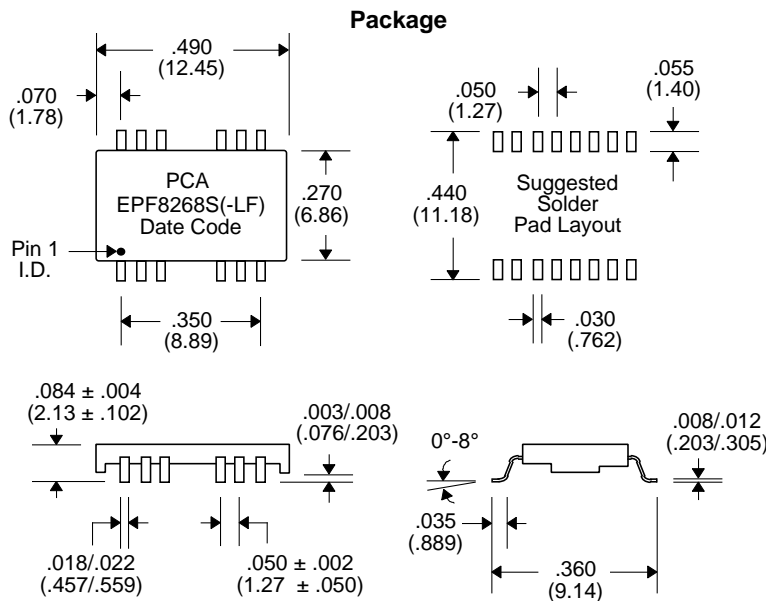 Package
.490
(12.45)
.070
(1.78)
PCA
EPF8268S(-LF)
Date Code
Pin 1
I.D.
.270
(6.86)
.350
(8.89)
.050
(1.27)
.055
(1.40)
.440
(11.18)
Suggested
Solder
Pad Layout
.030
(.762)
.084 ± .004
(2.13 ± .102)
.003/.008
(.076/.203)
.018/.022
(.457/.559)
.050 ± .002
(1.27 ± .050)
0°-8°
.008/.012
(.203/.305)
.035
(.889)
.360
(9.14)